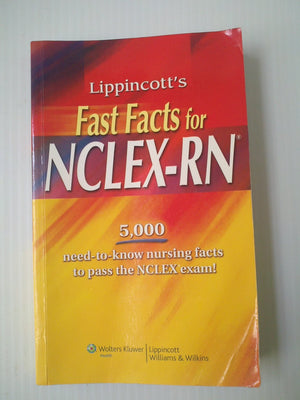 Lippincott's
Fast Facts for
NCLEX-RN®
5,000
need-to-know nursing facts
to pass the NCLEX exam!
Wolters Kluwer
Health
Lippincott
Williams & Wilkins